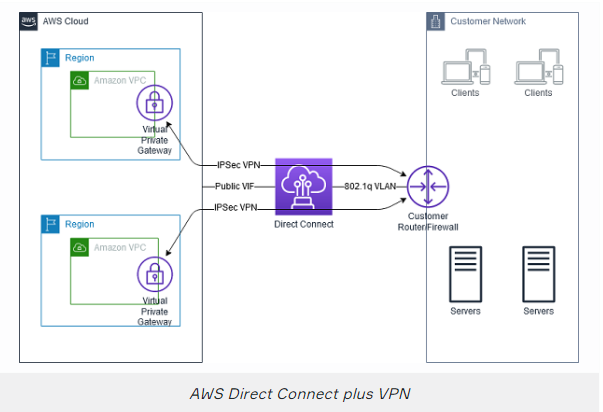 aws
AWS Cloud
Region
Amazon VPC
Virtual
Private
Gateway
Region
Amazon VPC
Virtual
Private
Gateway
IPSec VPN
Public VIF
IPSec VPN
Direct Connect
802.1q VLAN
Customer
Router/Firewall
Customer Network
Clients
Clients
Servers
Servers
AWS Direct Connect plus VPN